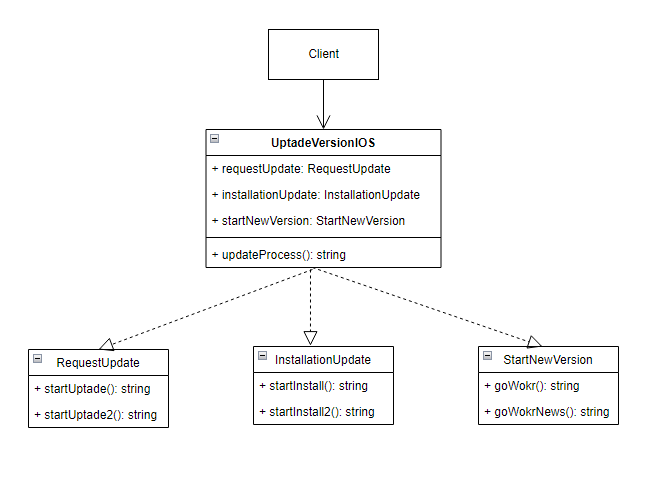 Client
UptadeVersionIOS
+ requestUpdate: RequestUpdate
+ installationUpdate: InstallationUpdate
+ startNewVersion: StartNewVersion
+ updateProcess(): string
RequestUpdate
+ startUptade(): string
+ startUptade2(): string
InstallationUpdate
+ startInstall(): string
+ startInstall2(): string
StartNewVersion
+ goWokr(): string
+ goWokrNews(): string